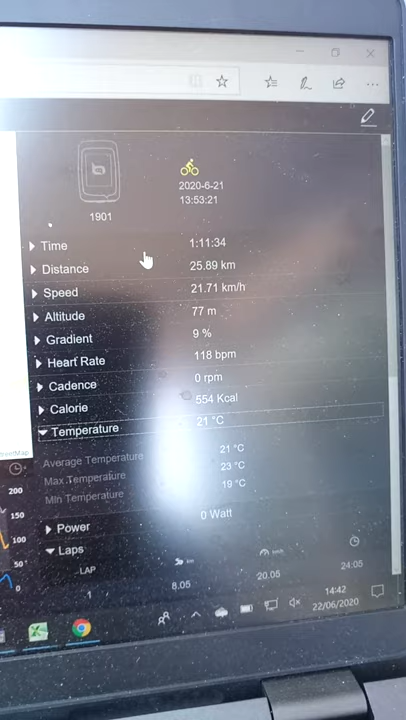 1901
2020-6-21
13:53:21
Time 1:11:34
Distance 25.89 km
Speed 21.71 km/h
Altitude 77 m
Gradient 9 %
Heart Rate 118 bpm
Cadence 0 rpm
Calorie 554 Kcal
Temperature 21 °C
Average Temperature 21 °C
Max Temperature 23 °C
Min Temperature 19 °C
Power 0 Watt
Laps
LAP km km/h
1 8.05 20.05 24:05
200
150
100
50
0
14:42
22/06/2020